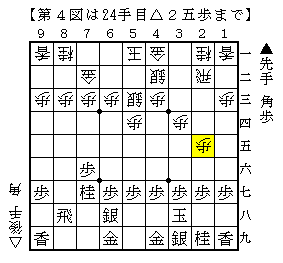 【第４図は24手目△２五歩まで】
９ ８ ７ ６ ５ ４ ３ ２ １
香 桂 王 金 桂 香 一
金 銀 飛 二
歩 歩 歩 歩 銀 歩 歩 歩 三
歩 歩 四
歩 五
歩 六
歩 桂 歩 歩 歩 歩 歩 七
飛 銀 玉 八
香 金 金 銀 桂 香 九
▲先手 角歩
△後手 角